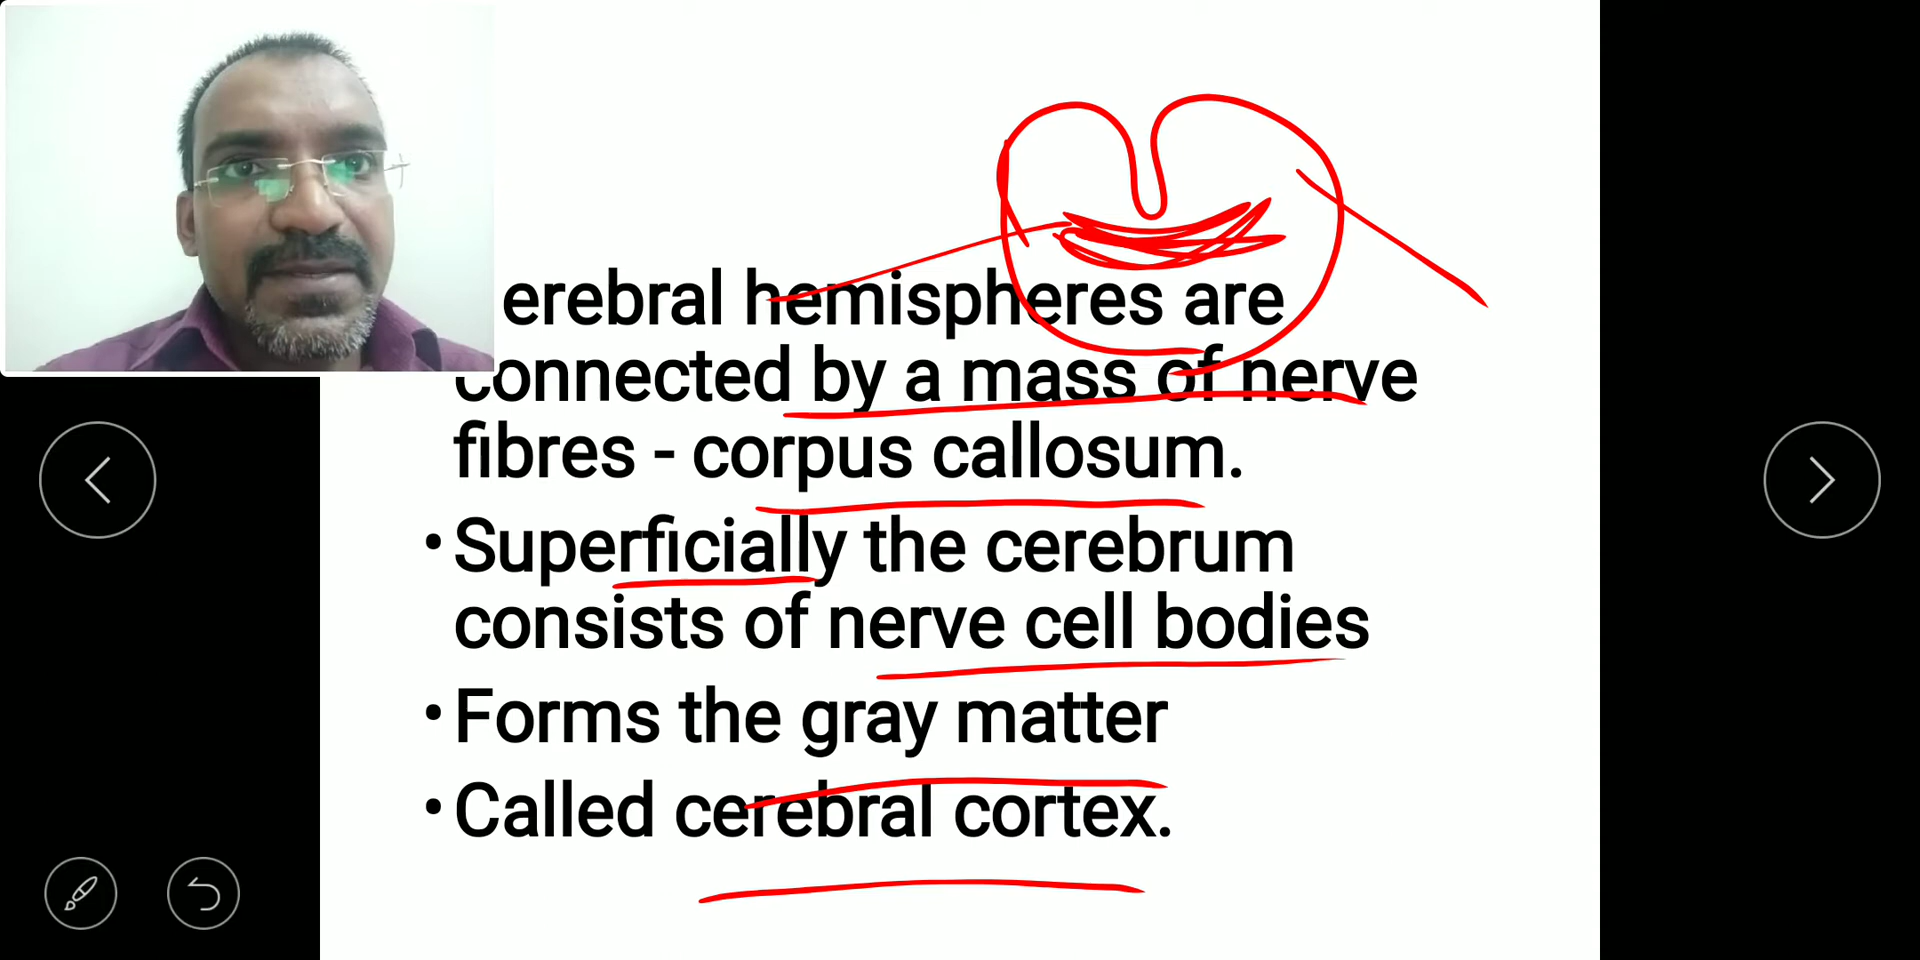 erebral hemispheres are
connected by a mass of nerve
fibres - corpus callosum.
• Superficially the cerebrum
consists of nerve cell bodies
• Forms the gray matter
• Called cerebral cortex.